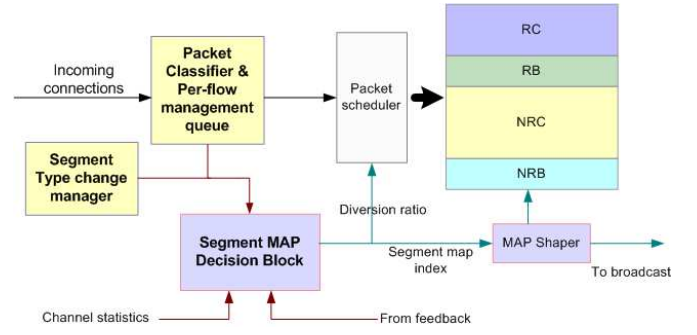 Incoming
connections
Packet
Classifier &
Per-flow
management
queue
Packet
scheduler
RC
RB
NRC
NRB
Segment
Type change
manager
Diversion ratio
Segment MAP
Decision Block
Segment map
index
MAP Shaper
To broadcast
Channel statistics
From feedback